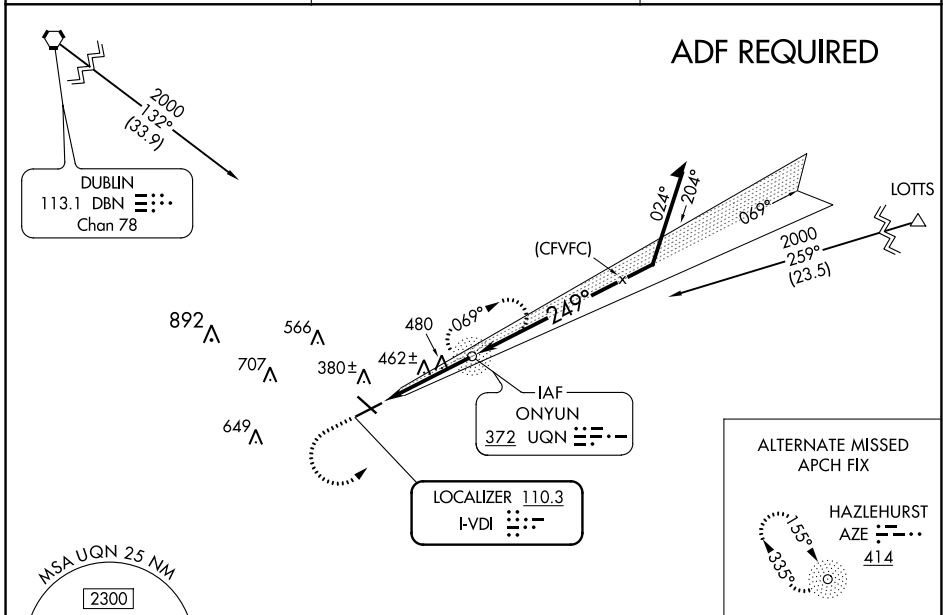 ADF REQUIRED
2000
132°
(33.9)
DUBLIN
113.1 DBN
Chan 78
024°
204°
069°
LOTTS
(CFVFC)
2000
259°
(23.5)
249°
069°
892
566
480
707
380±
462±
649
IAF
ONYUN
372 UQN
LOCALIZER 110.3
I-VDI
ALTERNATE MISSED
APCH FIX
HAZLEHURST
AZE
414
155°
335°
MSA UQN 25 NM
2300